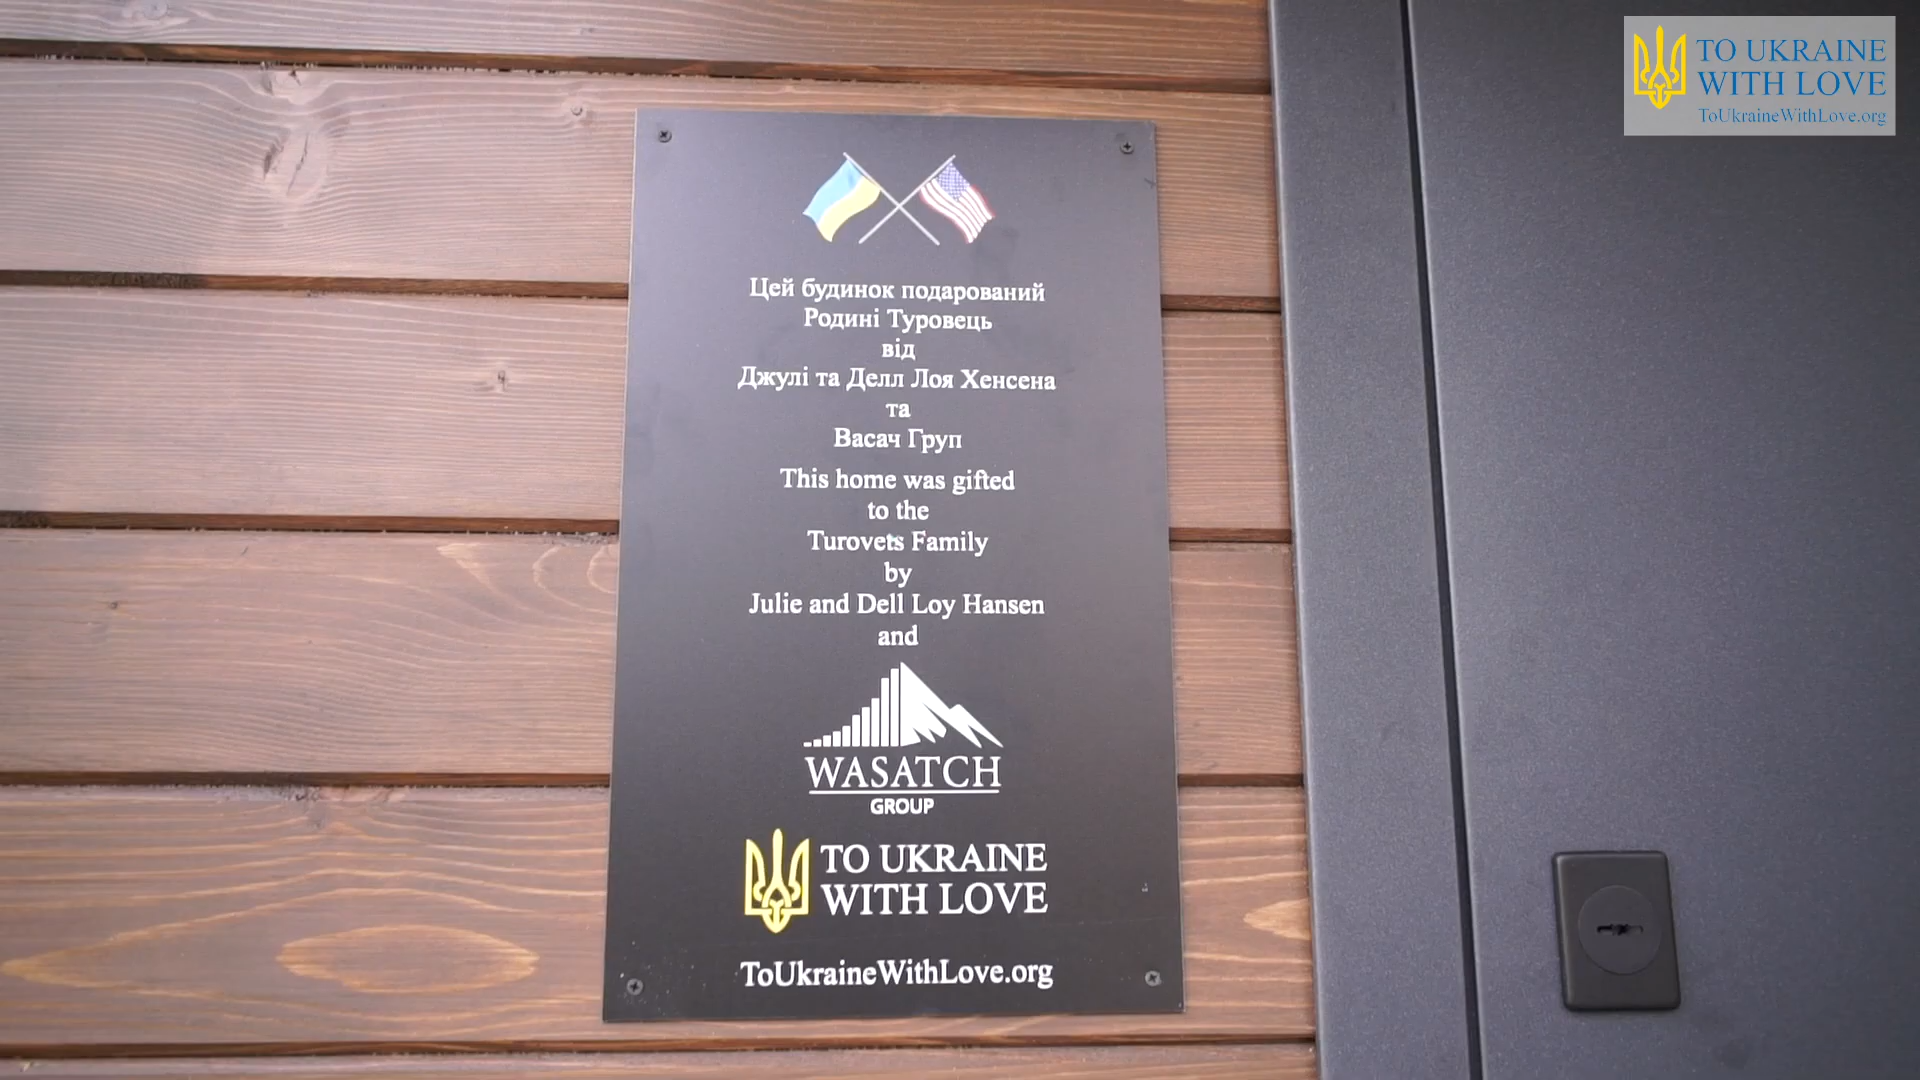 TO UKRAINE
WITH LOVE
ToUkraineWithLove.org
Цей будинок подарований
Родині Туровець
від
Джулі та Делл Лоя Хенсена
та
Васач Груп
This home was gifted
to the
Turovets Family
by
Julie and Dell Loy Hansen
and
WASATCH
GROUP
TO UKRAINE
WITH LOVE
ToUkraineWithLove.org